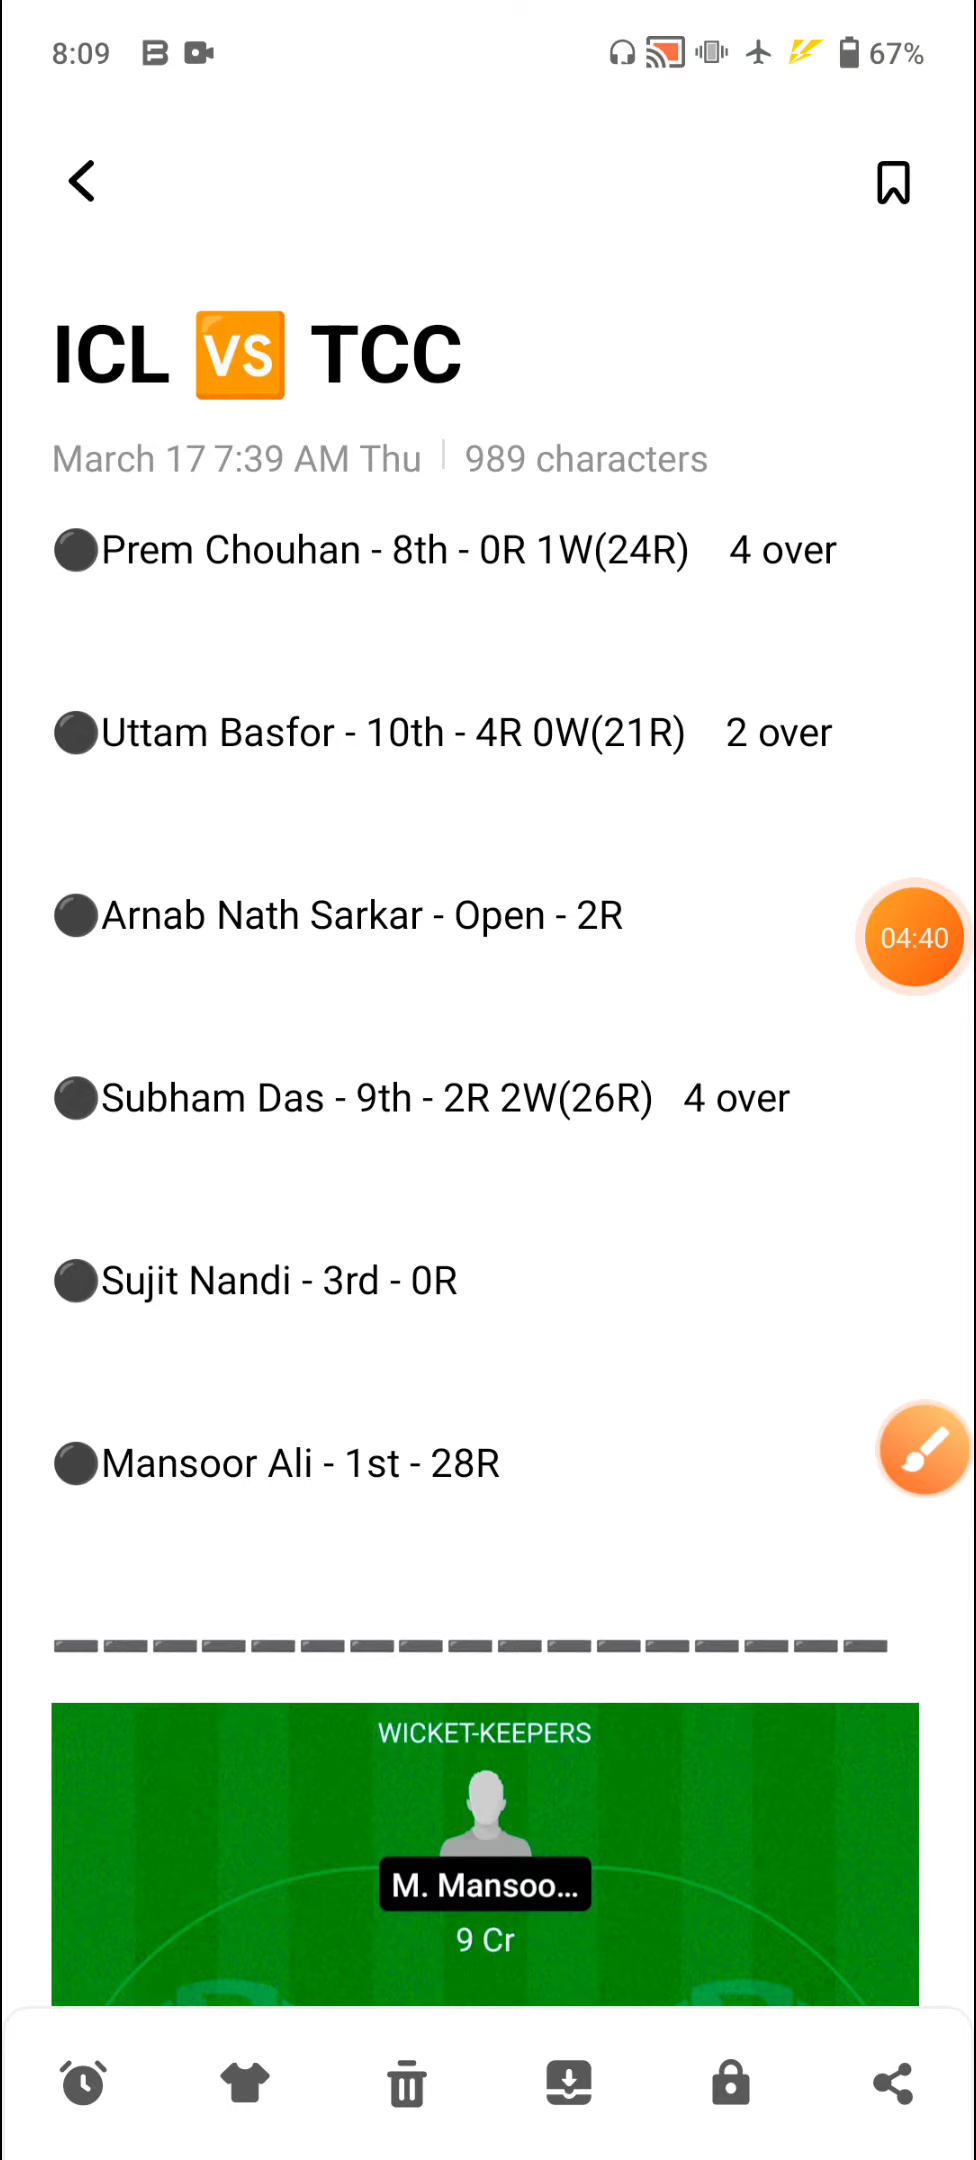 8:09 67%
ICL VS TCC
March 17 7:39 AM Thu | 989 characters
Prem Chouhan - 8th - 0R 1W(24R) 4 over
Uttam Basfor - 10th - 4R 0W(21R) 2 over
Arnab Nath Sarkar - Open - 2R
04:40
Subham Das - 9th - 2R 2W(26R) 4 over
Sujit Nandi - 3rd - 0R
Mansoor Ali - 1st - 28R
WICKET-KEEPERS
M. Mansoo...
9 Cr